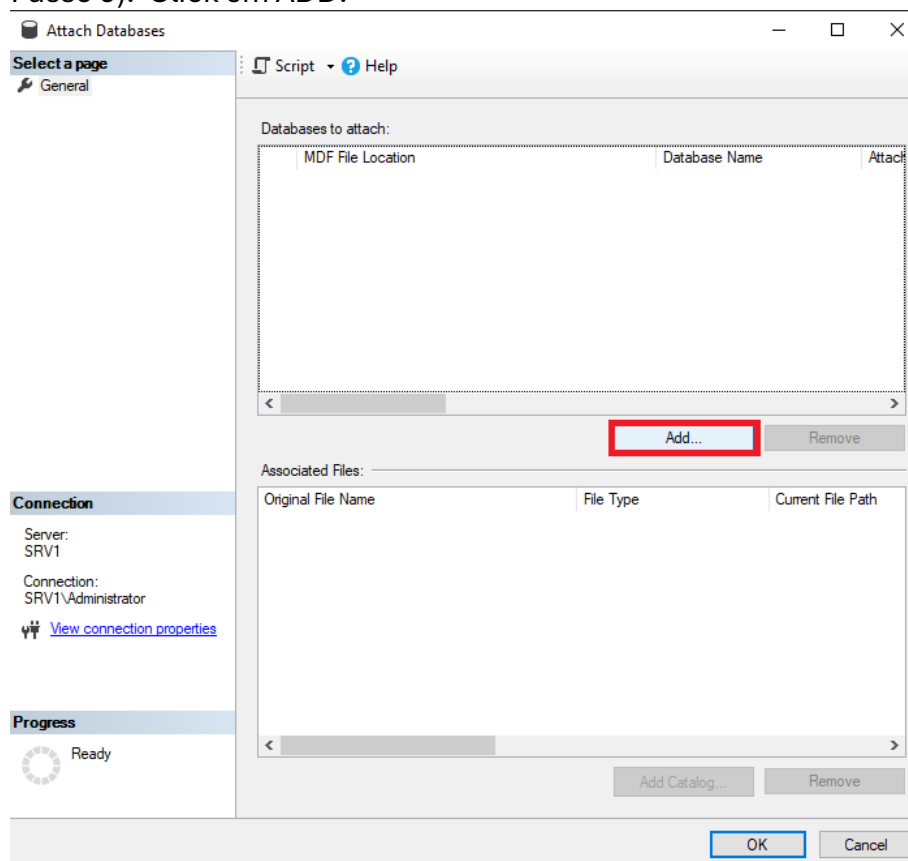 Attach Databases
Select a page
General
Script
Help
Databases to attach:
MDF File Location Database Name Attach
Add... Remove
Associated Files:
Original File Name File Type Current File Path
Connection
Server:
SRV1
Connection:
SRV1\Administrator
View connection properties
Progress
Ready
Add Catalog... Remove
OK Cancel